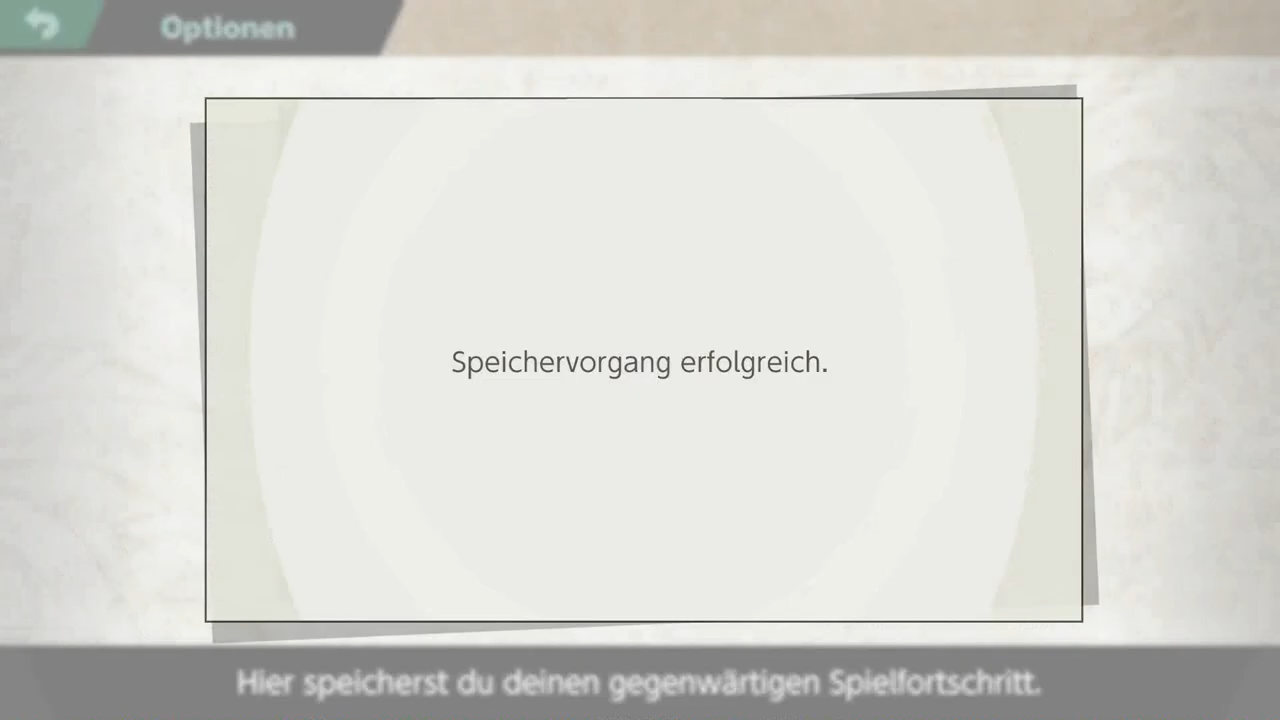 Optionen
Speichervorgang erfolgreich.
Hier speicherst du deinen gegenwärtigen Spielfortschritt.